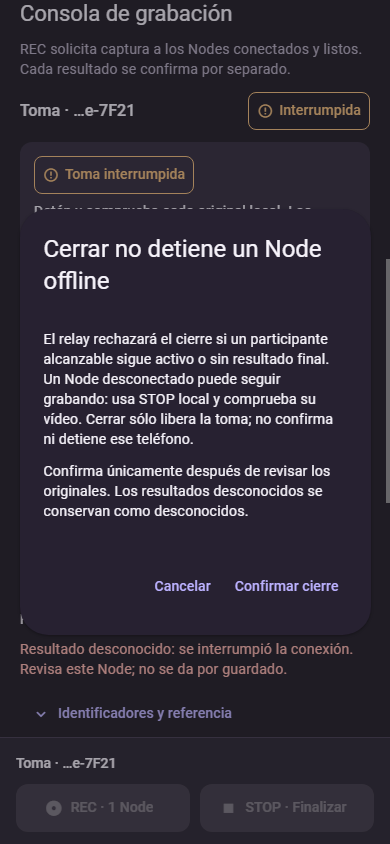 Consola de grabación
REC solicita captura a los Nodes conectados y listos.
Cada resultado se confirma por separado.
Toma · …e-7F21
Interrumpida
Toma interrumpida
Cerrar no detiene un Node
offline
El relay rechazará el cierre si un participante
alcanzable sigue activo o sin resultado final.
Un Node desconectado puede seguir
grabando: usa STOP local y comprueba su
vídeo. Cerrar sólo libera la toma; no confirma
ni detiene ese teléfono.
Confirma únicamente después de revisar los
originales. Los resultados desconocidos se
conservan como desconocidos.
Cancelar
Confirmar cierre
Resultado desconocido: se interrumpió la conexión.
Revisa este Node; no se da por guardado.
Identificadores y referencia
Toma · …e-7F21
REC · 1 Node
STOP · Finalizar